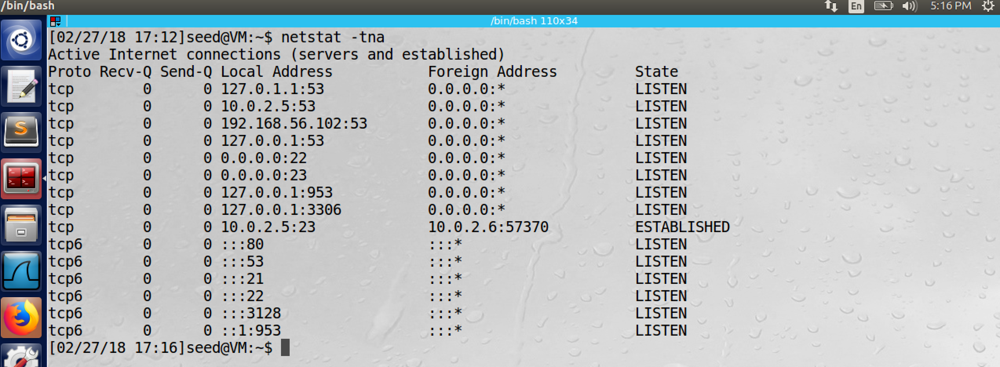 /bin/bash En 5:16 PM
/bin/bash 110x34
[02/27/18 17:12]seed@VM:~$ netstat -tna
Active Internet connections (servers and established)
Proto Recv-Q Send-Q Local Address           Foreign Address         State
tcp        0      0 127.0.1.1:53            0.0.0.0:*               LISTEN
tcp        0      0 10.0.2.5:53             0.0.0.0:*               LISTEN
tcp        0      0 192.168.56.102:53       0.0.0.0:*               LISTEN
tcp        0      0 127.0.0.1:53            0.0.0.0:*               LISTEN
tcp        0      0 0.0.0.0:22              0.0.0.0:*               LISTEN
tcp        0      0 0.0.0.0:23              0.0.0.0:*               LISTEN
tcp        0      0 127.0.0.1:953           0.0.0.0:*               LISTEN
tcp        0      0 127.0.0.1:3306          0.0.0.0:*               LISTEN
tcp        0      0 10.0.2.5:23             10.0.2.6:57370          ESTABLISHED
tcp6       0      0 :::80                   :::*                    LISTEN
tcp6       0      0 :::53                   :::*                    LISTEN
tcp6       0      0 :::21                   :::*                    LISTEN
tcp6       0      0 :::22                   :::*                    LISTEN
tcp6       0      0 :::3128                 :::*                    LISTEN
tcp6       0      0 ::1:953                 :::*                    LISTEN
[02/27/18 17:16]seed@VM:~$